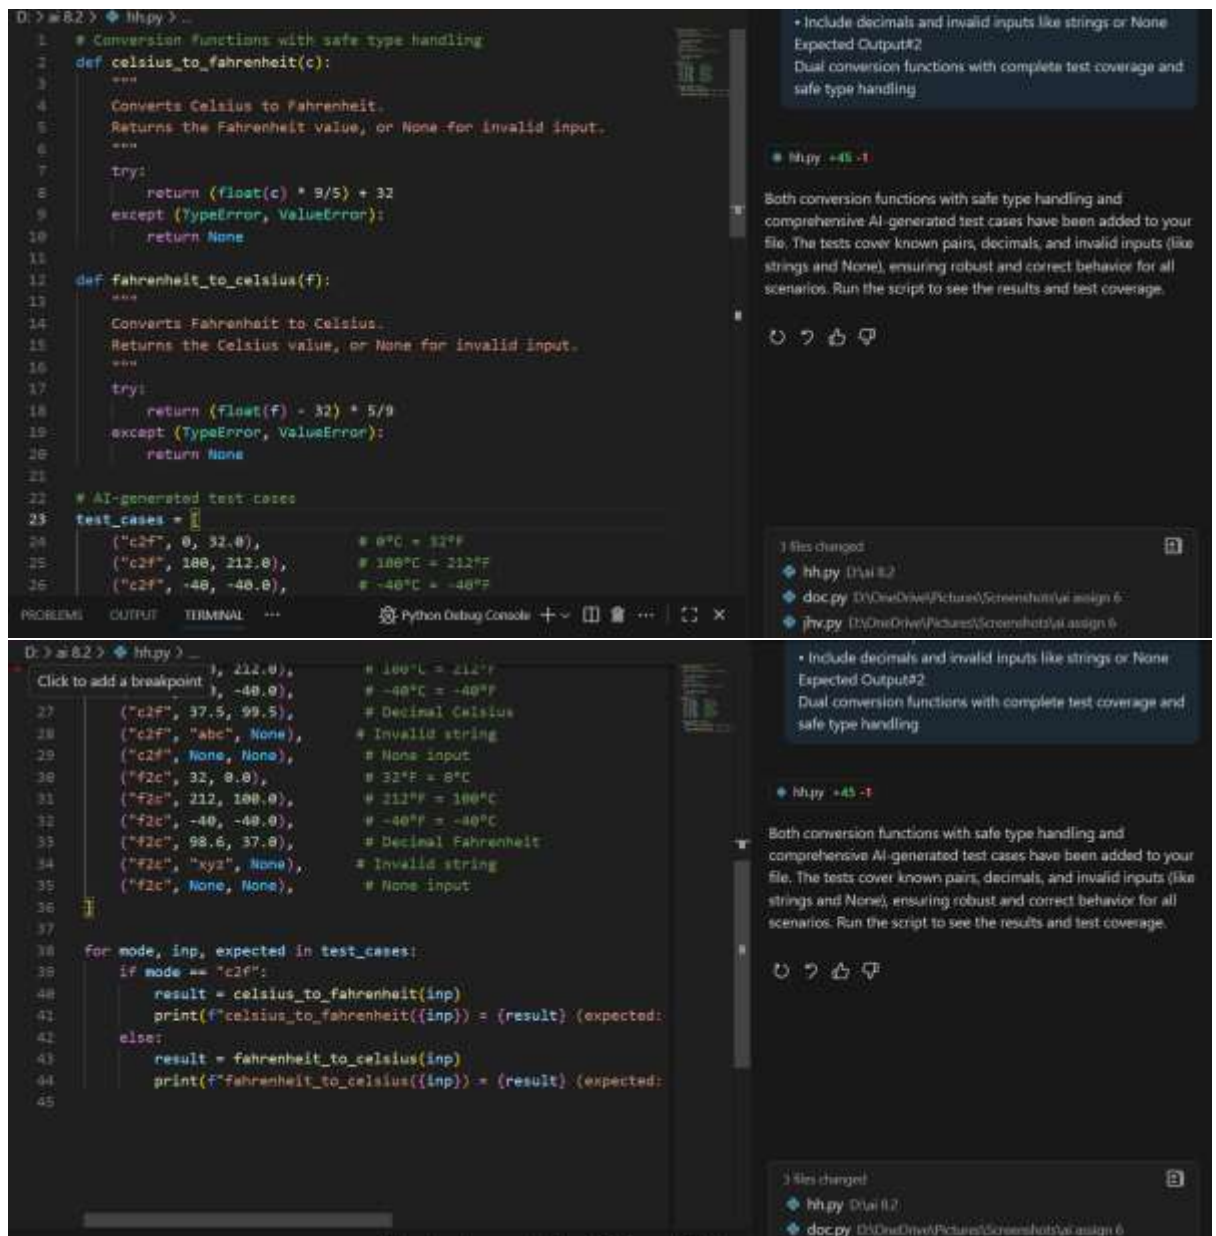 D: > ai 8.2 > hh.py > ...
1 # Conversion functions with safe type handling
2 def celsius_to_fahrenheit(c):
3 """
4 Converts Celsius to Fahrenheit.
5 Returns the Fahrenheit value, or None for invalid input.
6 """
7 try:
8 return (float(c) * 9/5) + 32
9 except (TypeError, ValueError):
10 return None
11
12 def fahrenheit_to_celsius(f):
13 """
14 Converts Fahrenheit to Celsius.
15 Returns the Celsius value, or None for invalid input.
16 """
17 try:
18 return (float(f) - 32) * 5/9
19 except (TypeError, ValueError):
20 return None
21
22 # AI-generated test cases
23 test_cases = [
24 ("c2f", 0, 32.0), # 0°C = 32°F
25 ("c2f", 100, 212.0), # 100°C = 212°F
26 ("c2f", -40, -40.0), # -40°C = -40°F
PROBLEMS OUTPUT TERMINAL ... Python Debug Console
• Include decimals and invalid inputs like strings or None
Expected Output#2
Dual conversion functions with complete test coverage and
safe type handling
hh.py +45 -1
Both conversion functions with safe type handling and
comprehensive AI-generated test cases have been added to your
file. The tests cover known pairs, decimals, and invalid inputs (like
strings and None), ensuring robust and correct behavior for all
scenarios. Run the script to see the results and test coverage.
3 files changed
hh.py D:\ai 8.2
doc.py D:\OneDrive\Pictures\Screenshots\ai assign 6
jhv.py D:\OneDrive\Pictures\Screenshots\ai assign 6
D: > ai 8.2 > hh.py > ...
, 212.0), # 100°C = 212°F
Click to add a breakpoint
, -40.0), # -40°C = -40°F
27 ("c2f", 37.5, 99.5), # Decimal Celsius
28 ("c2f", "abc", None), # Invalid string
29 ("c2f", None, None), # None input
30 ("f2c", 32, 0.0), # 32°F = 0°C
31 ("f2c", 212, 100.0), # 212°F = 100°C
32 ("f2c", -40, -40.0), # -40°F = -40°C
33 ("f2c", 98.6, 37.0), # Decimal Fahrenheit
34 ("f2c", "xyz", None), # Invalid string
35 ("f2c", None, None), # None input
36 ]
37
38 for mode, inp, expected in test_cases:
39 if mode == "c2f":
40 result = celsius_to_fahrenheit(inp)
41 print(f"celsius_to_fahrenheit({inp}) = {result} (expected:
42 else:
43 result = fahrenheit_to_celsius(inp)
44 print(f"fahrenheit_to_celsius({inp}) = {result} (expected:
45
• Include decimals and invalid inputs like strings or None
Expected Output#2
Dual conversion functions with complete test coverage and
safe type handling
hh.py +45 -1
Both conversion functions with safe type handling and
comprehensive AI-generated test cases have been added to your
file. The tests cover known pairs, decimals, and invalid inputs (like
strings and None), ensuring robust and correct behavior for all
scenarios. Run the script to see the results and test coverage.
3 files changed
hh.py D:\ai 8.2
doc.py D:\OneDrive\Pictures\Screenshots\ai assign 6